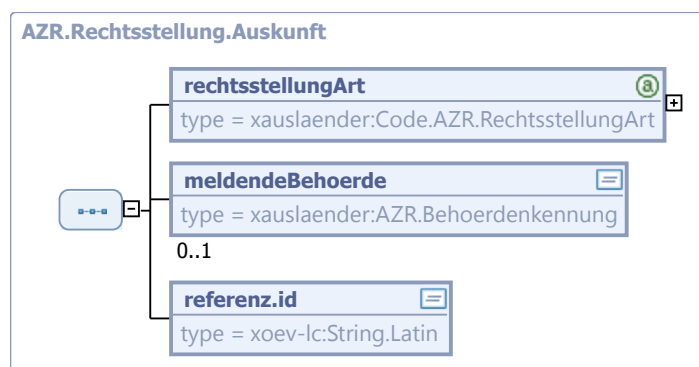 AZR.Rechtsstellung.Auskunft
rechtsstellungArt
type = xauslaender:Code.AZR.RechtsstellungArt
meldendeBehoerde
type = xauslaender:AZR.Behoerdenkennung
0..1
referenz.id
type = xoev-lc:String.Latin